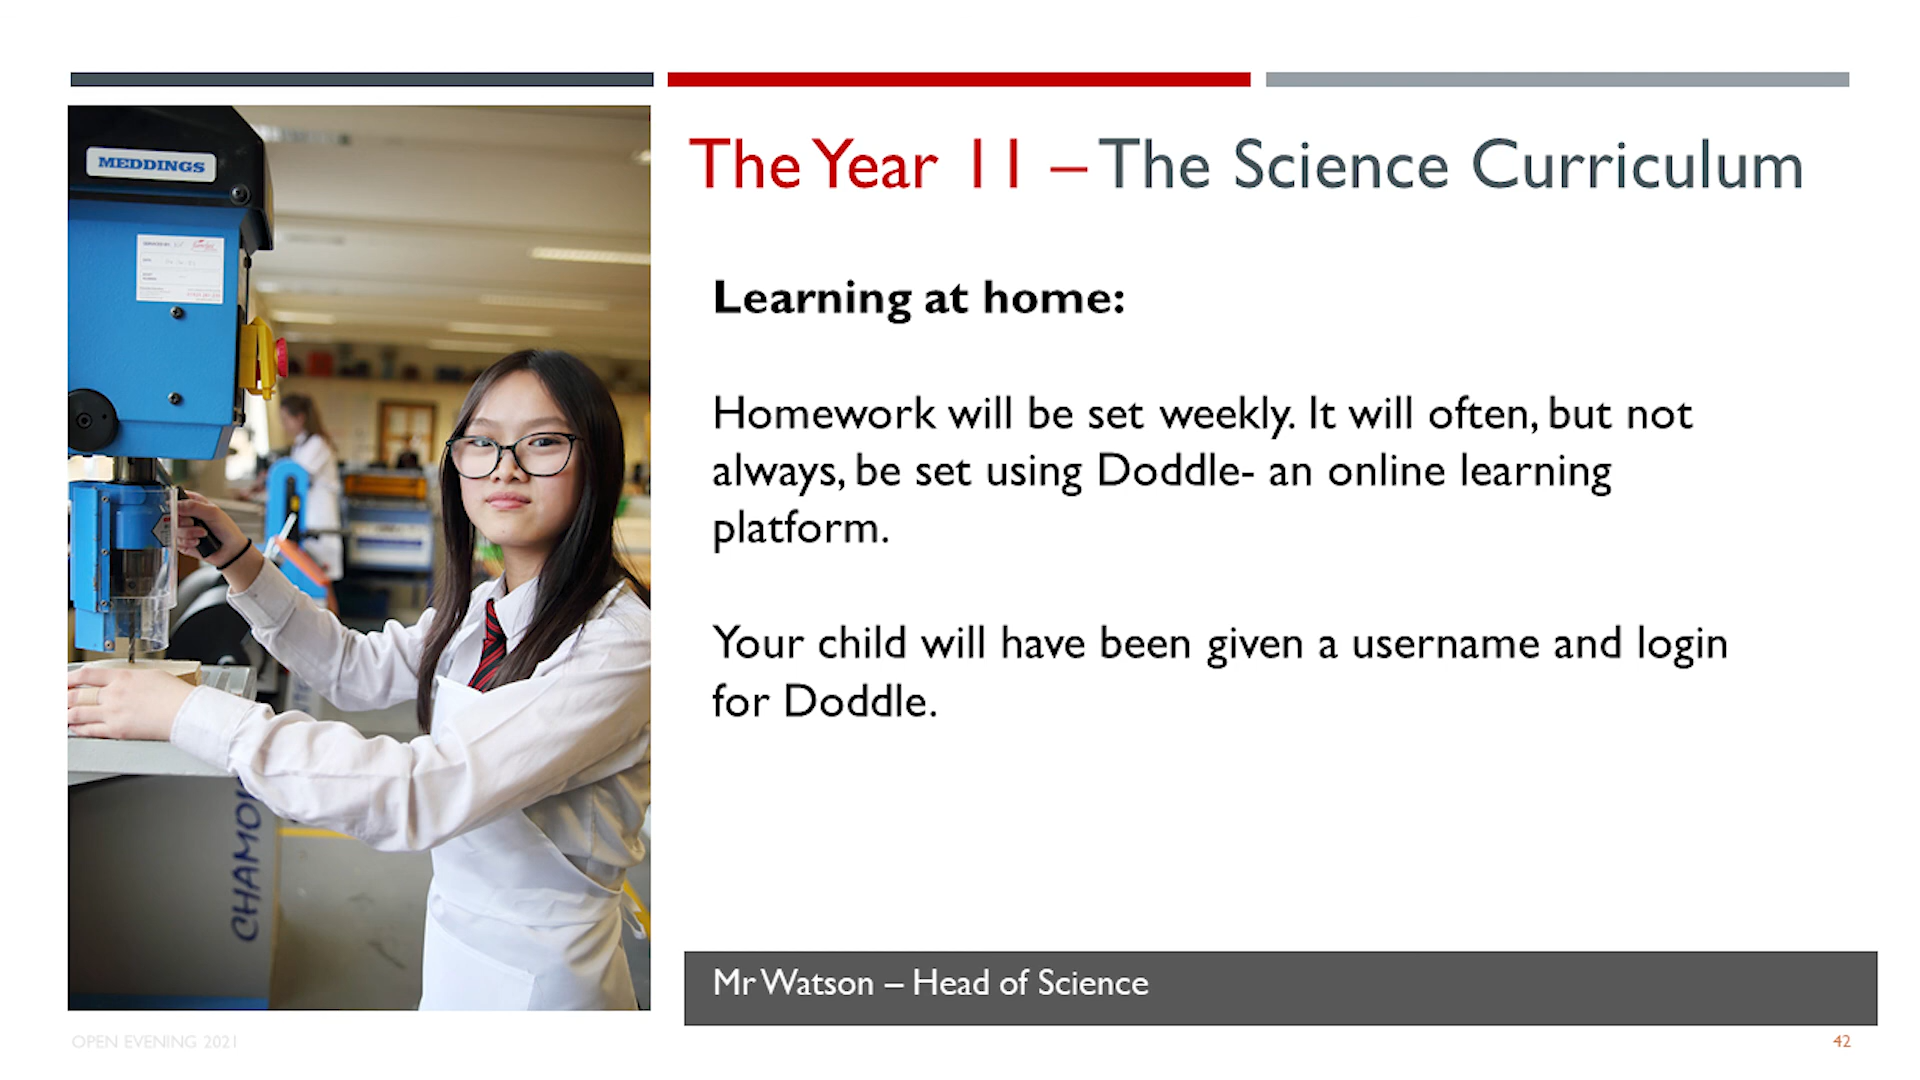 MEDDINGS
CHAMO
The Year 11 – The Science Curriculum
Learning at home:
Homework will be set weekly. It will often, but not
always, be set using Doddle- an online learning
platform.
Your child will have been given a username and login
for Doddle.
Mr Watson – Head of Science
OPEN EVENING 2021
42